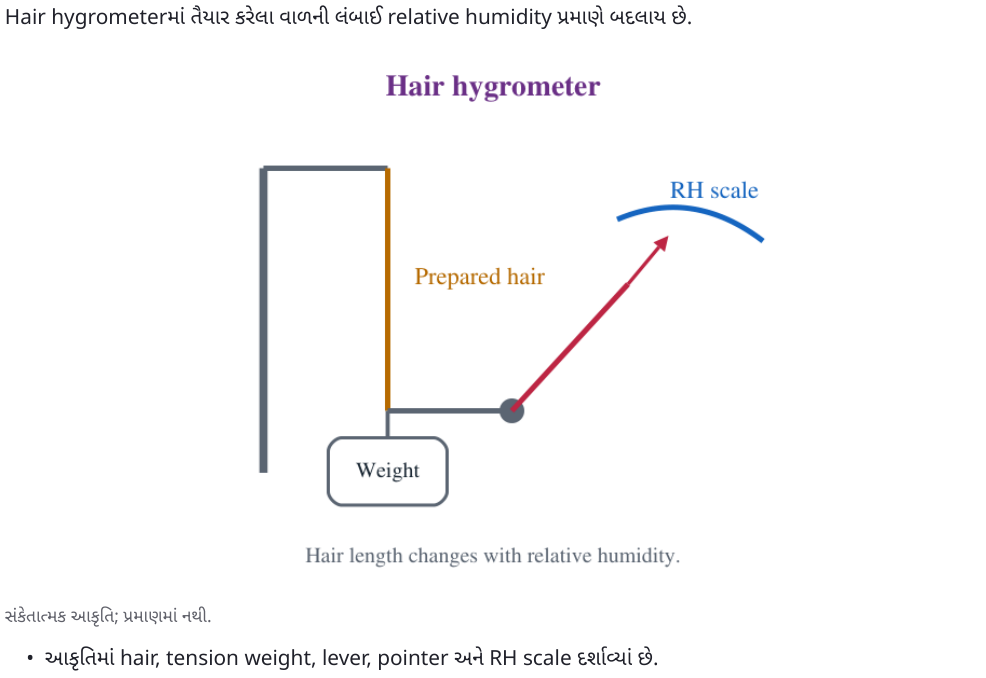 Hair hygrometerમાં તૈયાર કરેલા વાળની લંબાઈ relative humidity પ્રમાણે બદલાય છે.
Hair hygrometer
RH scale
Prepared hair
Weight
Hair length changes with relative humidity.
સંકેતાત્મક આકૃતિ; પ્રમાણમાં નથી.
• આકૃતિમાં hair, tension weight, lever, pointer અને RH scale દર્શાવ્યાં છે.